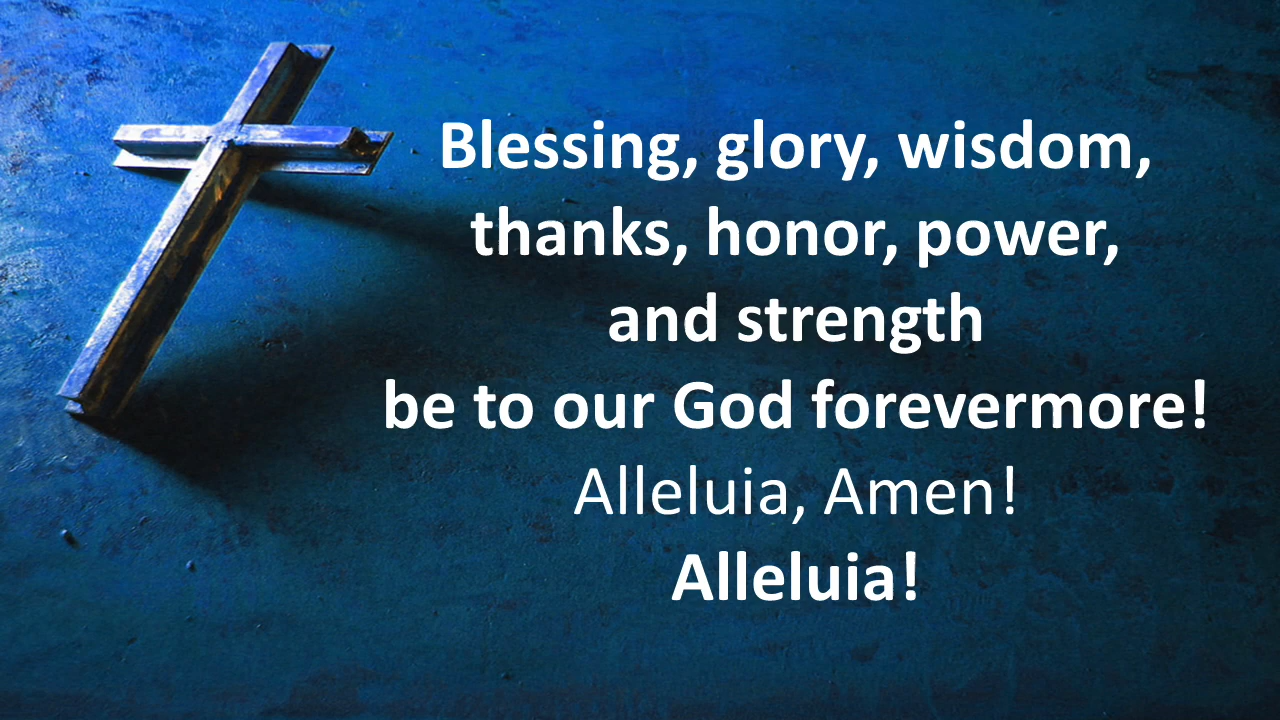 Blessing, glory, wisdom,
thanks, honor, power,
and strength
be to our God forevermore!
Alleluia, Amen!
Alleluia!